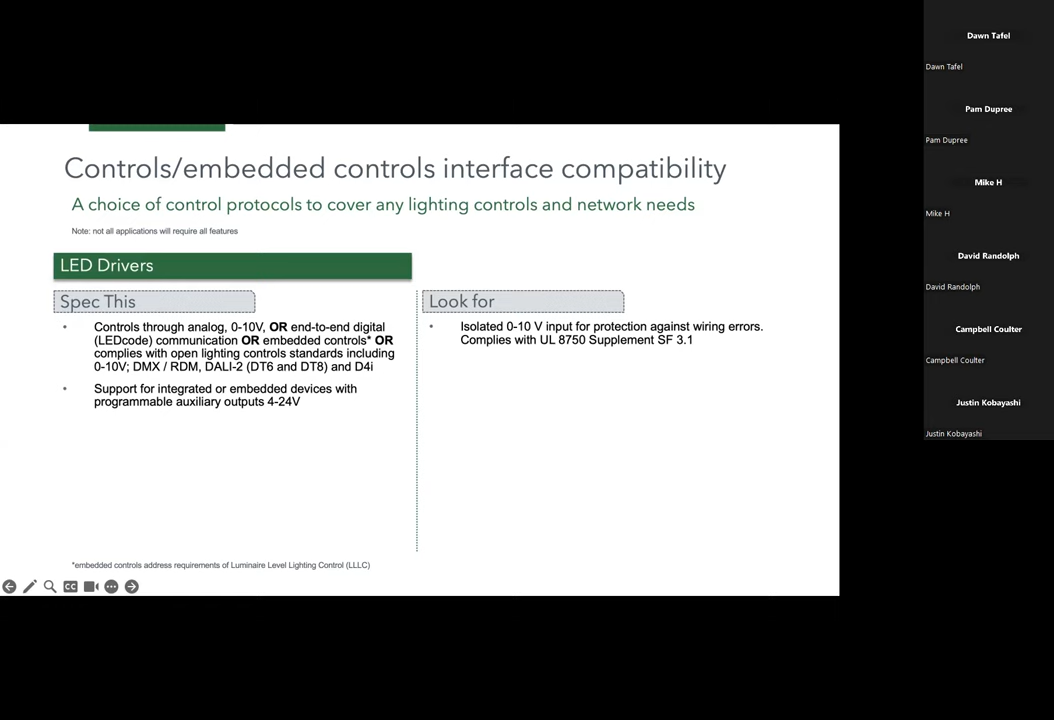 Controls/embedded controls interface compatibility
A choice of control protocols to cover any lighting controls and network needs
Note: not all applications will require all features
LED Drivers
Spec This
• Controls through analog, 0-10V, OR end-to-end digital
(LEDcode) communication OR embedded controls* OR
complies with open lighting controls standards including
0-10V; DMX / RDM, DALI-2 (DT6 and DT8) and D4i
• Support for integrated or embedded devices with
programmable auxiliary outputs 4-24V
Look for
• Isolated 0-10 V input for protection against wiring errors.
Complies with UL 8750 Supplement SF 3.1
*embedded controls address requirements of Luminaire Level Lighting Control (LLLC)
CC
Dawn Tafel
Dawn Tafel
Pam Dupree
Pam Dupree
Mike H
Mike H
David Randolph
David Randolph
Campbell Coulter
Campbell Coulter
Justin Kobayashi
Justin Kobayashi